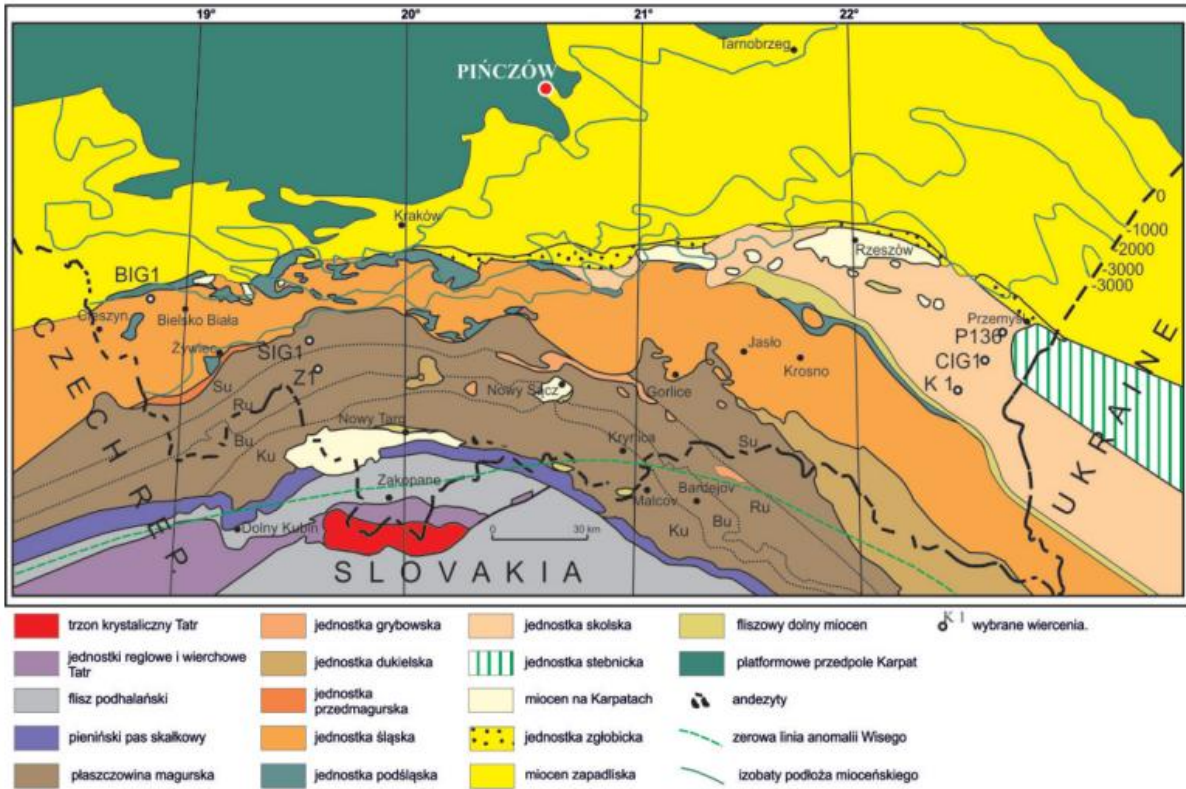 19° 20° 21° 22°
Tarnobrzeg
PIŃCZÓW
Kraków
0
-1000
-2000
-3000
-3000
Rzeszów
BIG1
Cieszyn
Bielsko Biała
Przemyśl
P136
CIG1
K 1
Żywiec
SIG1
Z1
Jasło
Krosno
Gorlice
Nowy Sącz
Su
Ru
Bu
Ku
Nowy Targ
Krynica
Su
Zakopane
Malcov
Bardejov
Ru
Bu
Ku
Dolny Kubin
0 30 km
CZECH REP.
SLOVAKIA
UKRAINE
trzon krystaliczny Tatr
jednostki reglowe i wierchowe
Tatr
flisz podhalański
pieniński pas skałkowy
płaszczowina magurska
jednostka grybowska
jednostka dukielska
jednostka
przedmagurska
jednostka śląska
jednostka podśląska
jednostka skolska
jednostka stebnicka
miocen na Karpatach
jednostka zgłobicka
miocen zapadliska
fliszowy dolny miocen
platformowe przedpole Karpat
andezyty
zerowa linia anomalii Wisego
izobaty podłoża mioceńskiego
K 1 wybrane wiercenia.